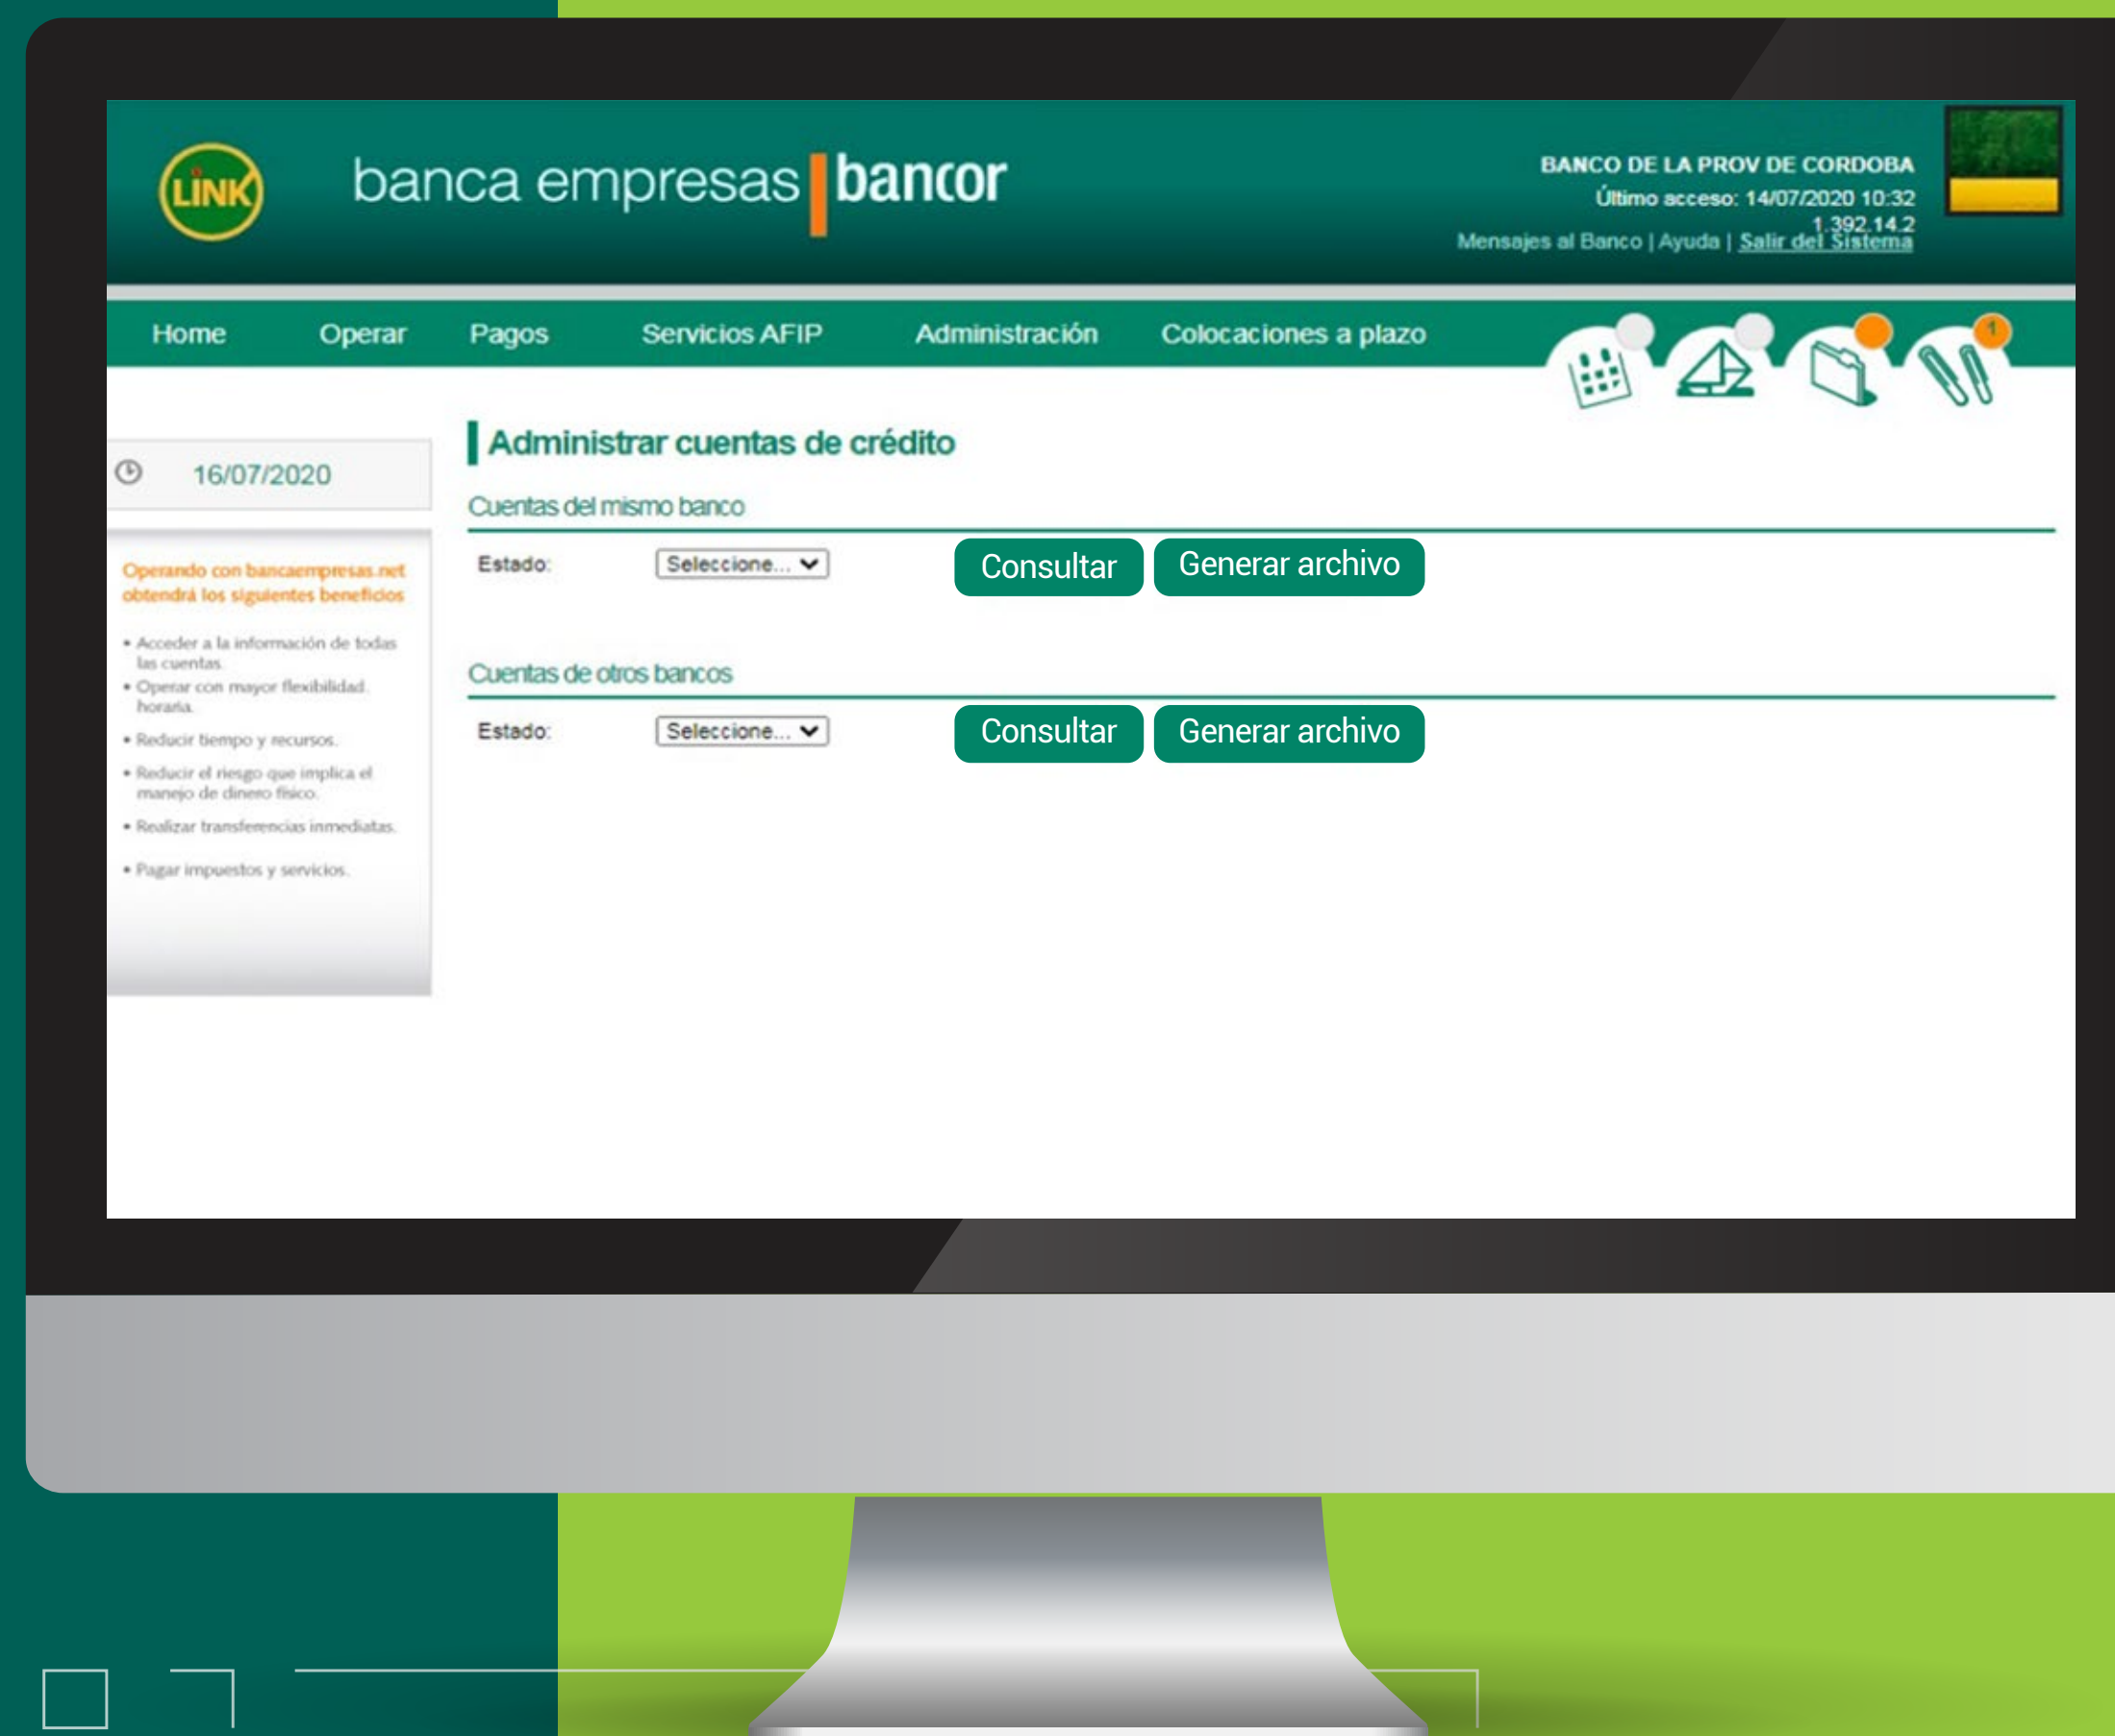 LINK
banca empresas bancor
BANCO DE LA PROV DE CORDOBA
Último acceso: 14/07/2020 10:32
1.392.14.2
Mensajes al Banco | Ayuda | Salir del Sistema
Home Operar Pagos Servicios AFIP Administración Colocaciones a plazo
1
16/07/2020
Operando con bancaempresas.net
obtendrá los siguientes beneficios
• Acceder a la información de todas
las cuentas.
• Operar con mayor flexibilidad
horaria.
• Reducir tiempo y recursos.
• Reducir el riesgo que implica el
manejo de dinero físico.
• Realizar transferencias inmediatas.
• Pagar impuestos y servicios.
Administrar cuentas de crédito
Cuentas del mismo banco
Estado: Seleccione... Consultar Generar archivo
Cuentas de otros bancos
Estado: Seleccione... Consultar Generar archivo